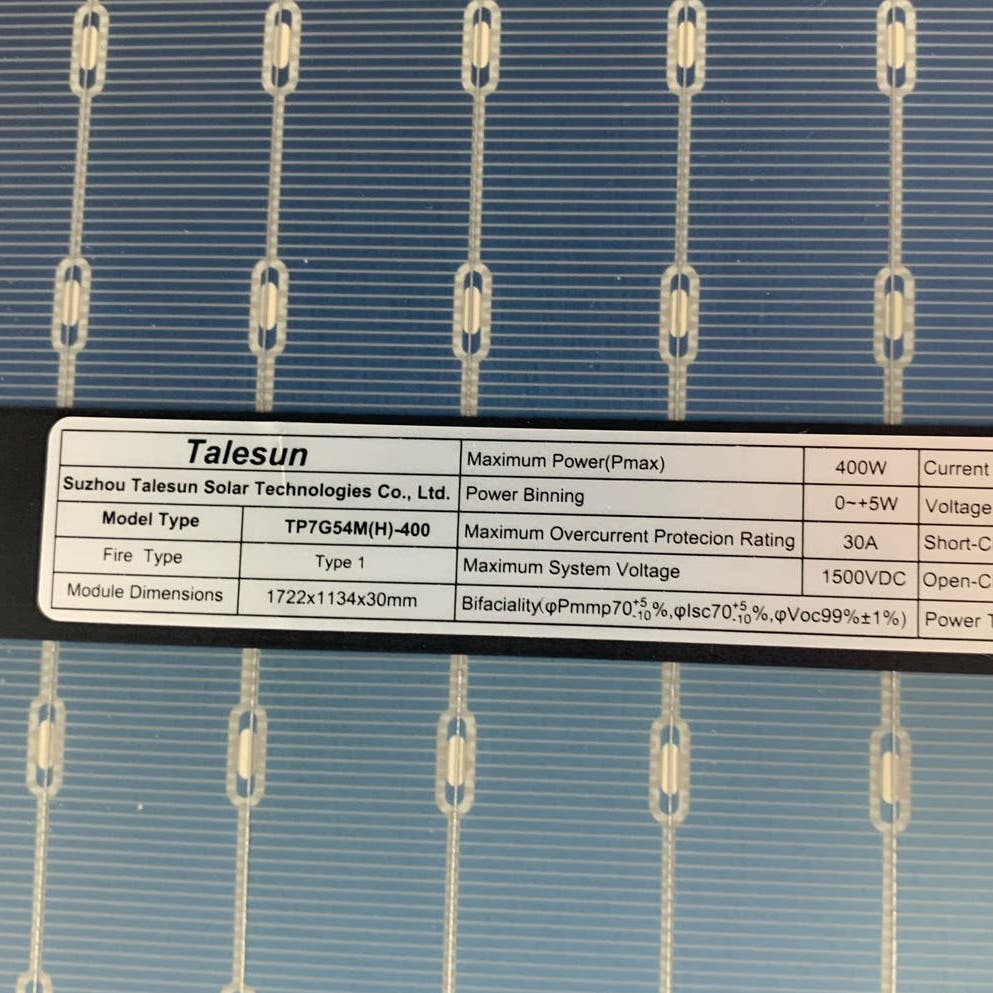 Talesun
Suzhou Talesun Solar Technologies Co., Ltd.
Model Type TP7G54M(H)-400
Fire Type Type 1
Module Dimensions 1722x1134x30mm
Maximum Power(Pmax) 400W
Power Binning 0~+5W
Maximum Overcurrent Protecion Rating 30A
Maximum System Voltage 1500VDC
Bifaciality(φPmmp70+5-10%,φIsc70+5-10%,φVoc99%±1%)
Current
Voltage
Short-C
Open-C
Power T